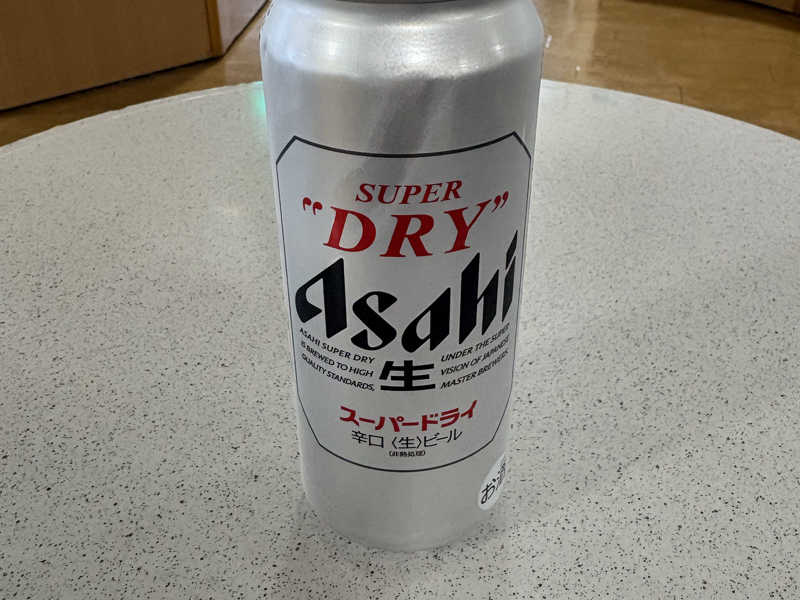 SUPER
"DRY"
Asahi
ASAHI SUPER DRY
IS BREWED TO HIGH
QUALITY STANDARDS,
生
UNDER THE SUPER
VISION OF JAPANESE
MASTER BREWERS.
スーパードライ
辛口〈生〉ビール
(非熱処理)
お酒